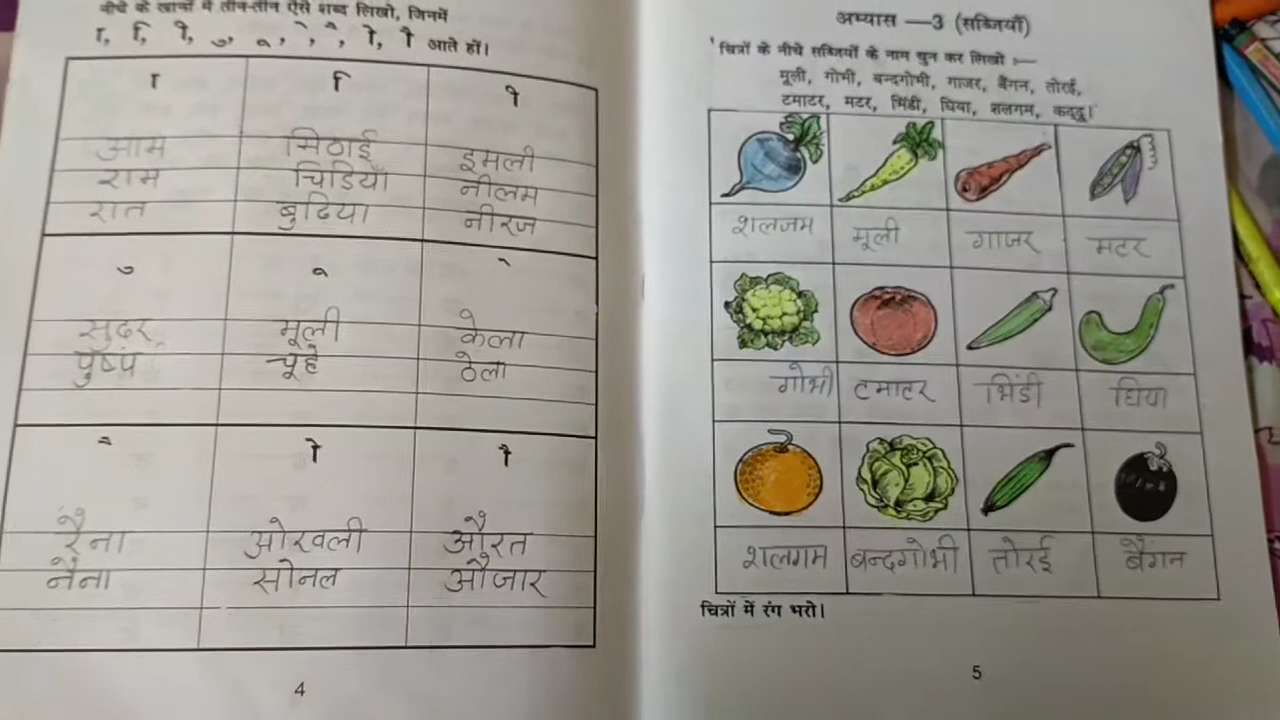 नीचे के खानों में तीन-तीन ऐसे शब्द लिखो, जिनमें
ा, ि, ी, ु, ू, े, ै, ो, ौ आते हों।
ा ि ी
आम मिठाई इमली
राम चिडियाँ नीलम
रात बुढिया नीरज
ु ू े
सुदंर मूली केला
पुष्प चूहे ठेला
ै ो ौ
रैना ओखली औरत
नैना सोनल औजार
4
अभ्यास —3 (सब्जियाँ)
चित्रों के नीचे सब्जियों के नाम चुन कर लिखो :—
मूली, गोभी, बन्दगोभी, गाजर, बैंगन, तोरई,
टमाटर, मटर, भिंडी, घिया, शलगम, कद्दू।
शलजम मूली गाजर मटर
गोभी टमाटर भिंडी घिया
शलगम बन्दगोभी तोरई बैंगन
चित्रों में रंग भरो।
5